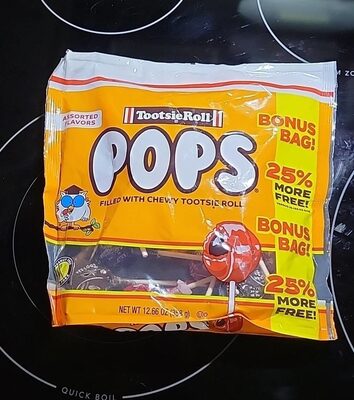 ASSORTED
FLAVORS
Tootsie Roll
POPS
FILLED WITH CHEWY TOOTSIE ROLL
BONUS
BAG!
25%
MORE
FREE!
BONUS
BAG!
25%
MORE
FREE!
NET WT 12.66 OZ
POPS
QUICK BOIL